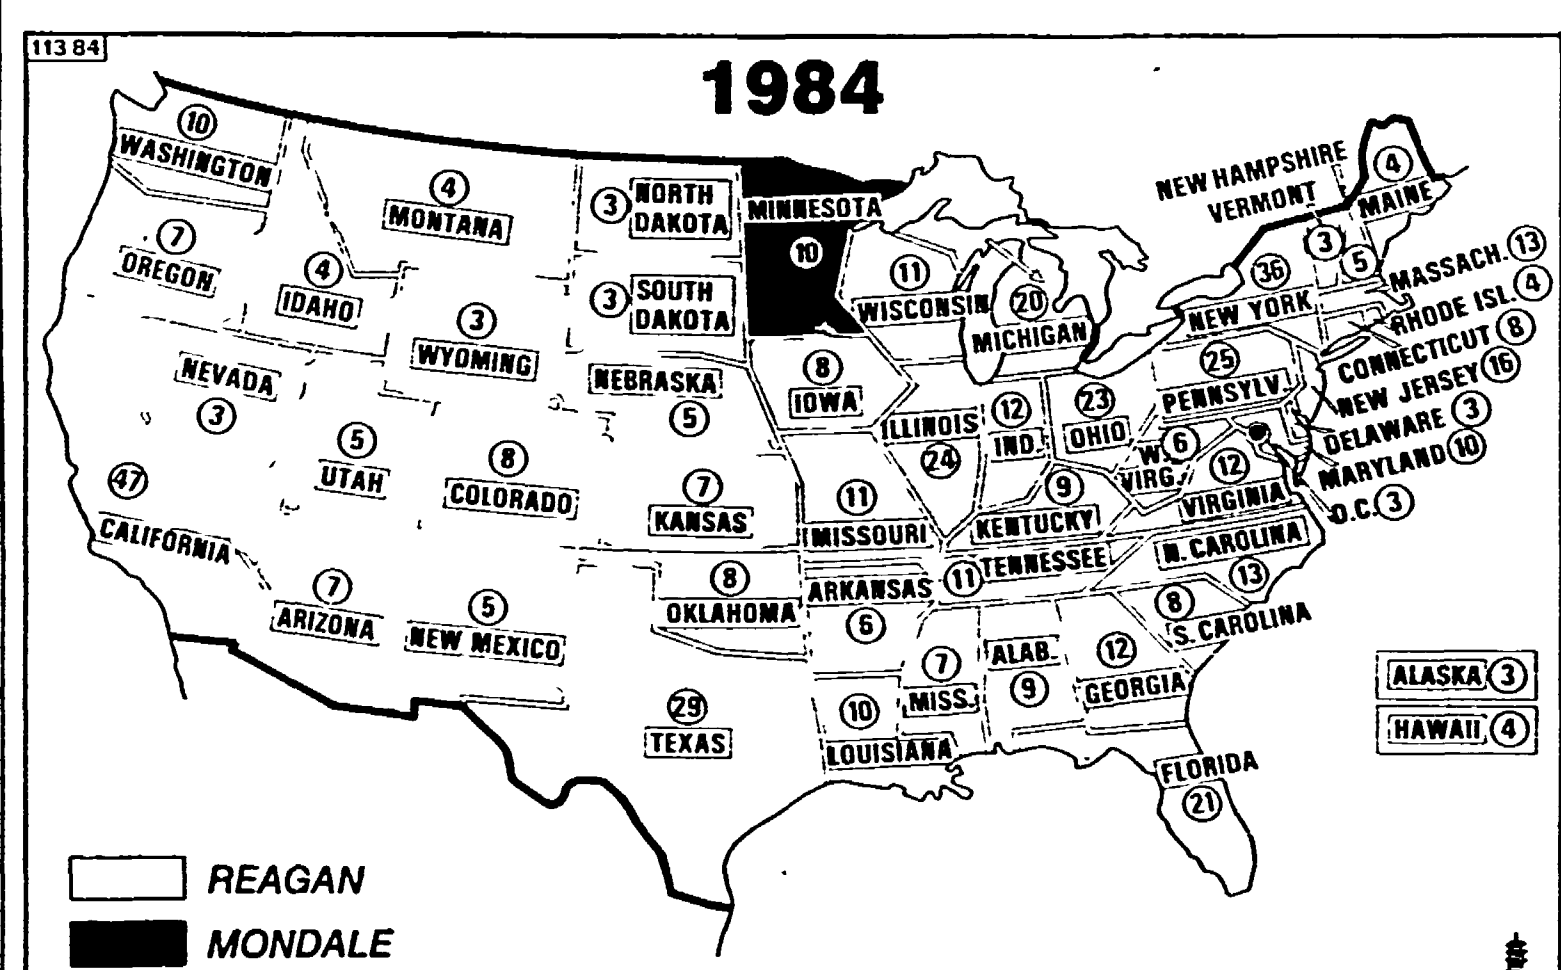 113 84
1984
10
WASHINGTON
7
OREGON
4
MONTANA
4
IDAHO
3
NORTH
DAKOTA
3
SOUTH
DAKOTA
3
WYOMING
NEVADA
3
5
UTAH
8
COLORADO
47
CALIFORNIA
7
ARIZONA
5
NEW MEXICO
NEBRASKA
5
7
KANSAS
8
OKLAHOMA
29
TEXAS
MINNESOTA
10
8
IOWA
11
MISSOURI
ARKANSAS
6
10
LOUISIANA
11
WISCONSIN
ILLINOIS
24
20
MICHIGAN
12
IND.
23
OHIO
9
KENTUCKY
11
TENNESSEE
7
MISS.
ALAB.
9
12
GEORGIA
FLORIDA
21
8
S. CAROLINA
N. CAROLINA
13
12
VIRGINIA
W.
VIRG.
6
25
PENNSYLV.
36
NEW YORK
NEW HAMPSHIRE
VERMONT
3
5
4
MAINE
MASSACH. 13
RHODE ISL. 4
CONNECTICUT 8
NEW JERSEY 16
DELAWARE 3
MARYLAND 10
D.C. 3
ALASKA 3
HAWAII 4
REAGAN
MONDALE